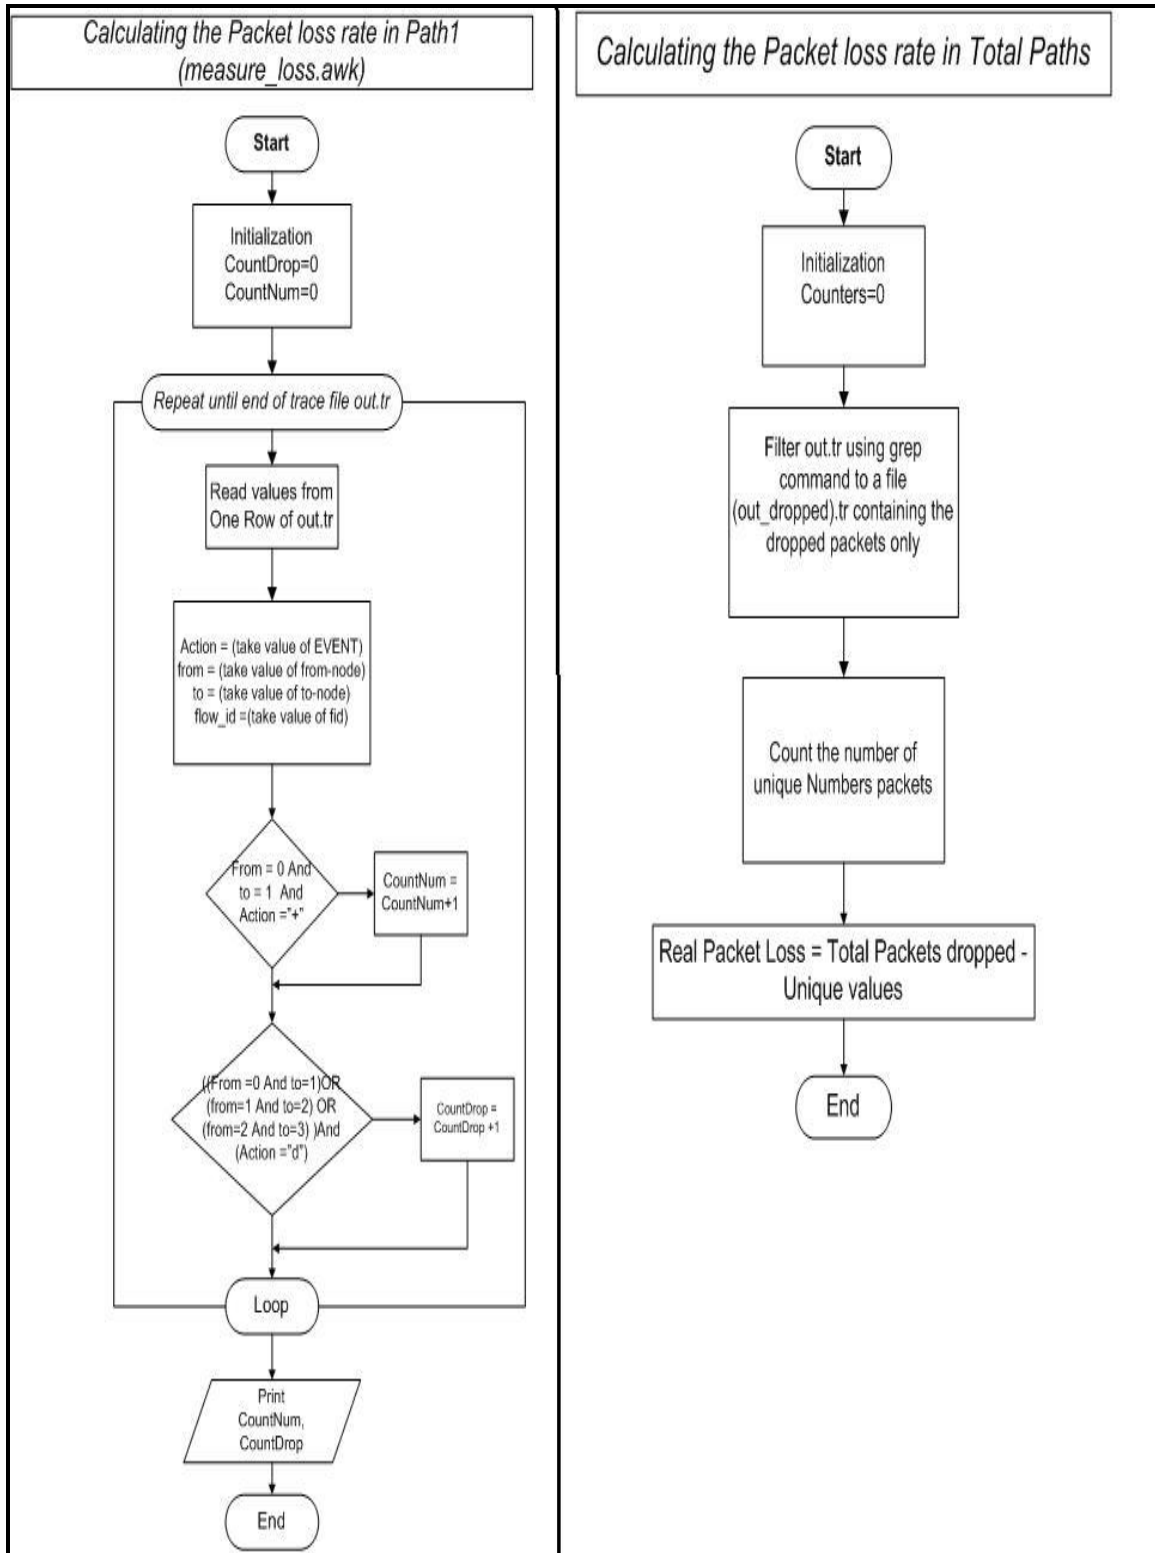 Calculating the Packet loss rate in Path1
(measure_loss.awk)
Start
Initialization
CountDrop=0
CountNum=0
Repeat until end of trace file out.tr
Read values from
One Row of out.tr
Action = (take value of EVENT)
from = (take value of from-node)
to = (take value of to-node)
flow_id =(take value of fid)
From = 0 And
to = 1 And
Action ="+"
CountNum =
CountNum+1
((From =0 And to=1)OR
(from=1 And to=2) OR
(from=2 And to=3) )And
(Action ="d")
CountDrop =
CountDrop +1
Loop
Print
CountNum,
CountDrop
End
Calculating the Packet loss rate in Total Paths
Start
Initialization
Counters=0
Filter out.tr using grep
command to a file
(out_dropped).tr containing the
dropped packets only
Count the number of
unique Numbers packets
Real Packet Loss = Total Packets dropped -
Unique values
End